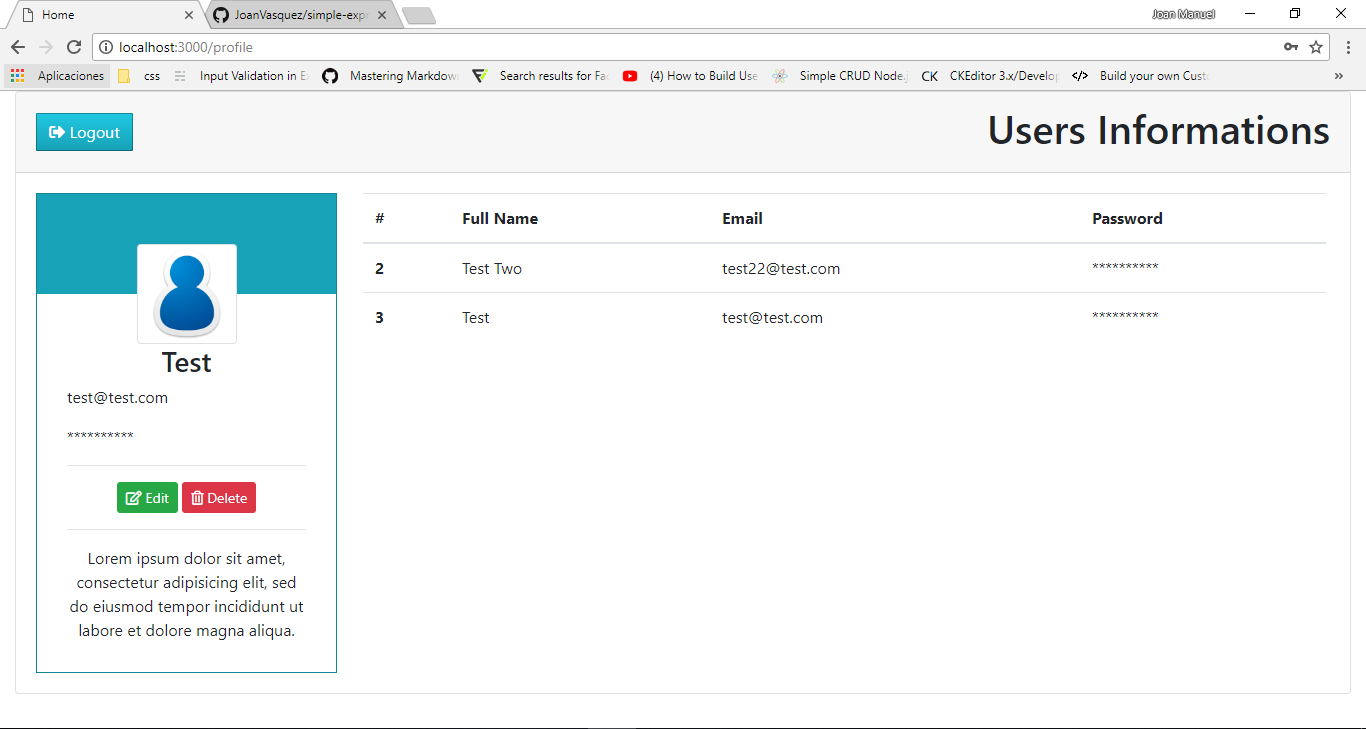 Home
JoanVasquez/simple-expr
Joan Manuel
localhost:3000/profile
Aplicaciones
css
Input Validation in E
Mastering Markdow
Search results for Fa
(4) How to Build Use
Simple CRUD Node.j
CK
CKEditor 3.x/Develo
</>
Build your own Cust
»
Logout
Users Informations
# Full Name Email Password
2 Test Two test22@test.com **********
3 Test test@test.com **********
Test
test@test.com
**********
Edit
Delete
Lorem ipsum dolor sit amet,
consectetur adipisicing elit, sed
do eiusmod tempor incididunt ut
labore et dolore magna aliqua.